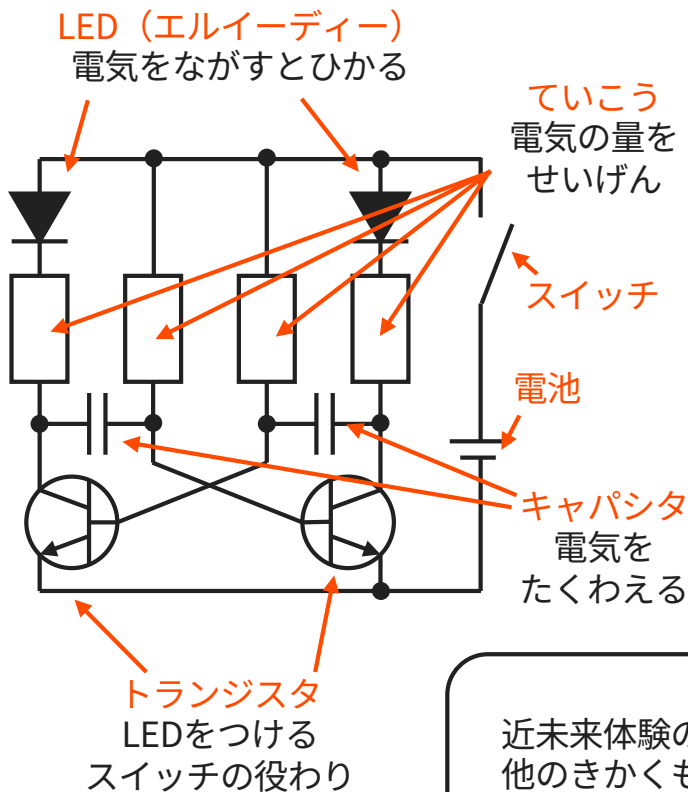 LED（エルイーディー）
電気をながすとひかる
ていこう
電気の量を
せいげん
スイッチ
電池
キャパシタ
電気を
たくわえる
トランジスタ
LEDをつける
スイッチの役わり
近未来体験の
他のきかくも